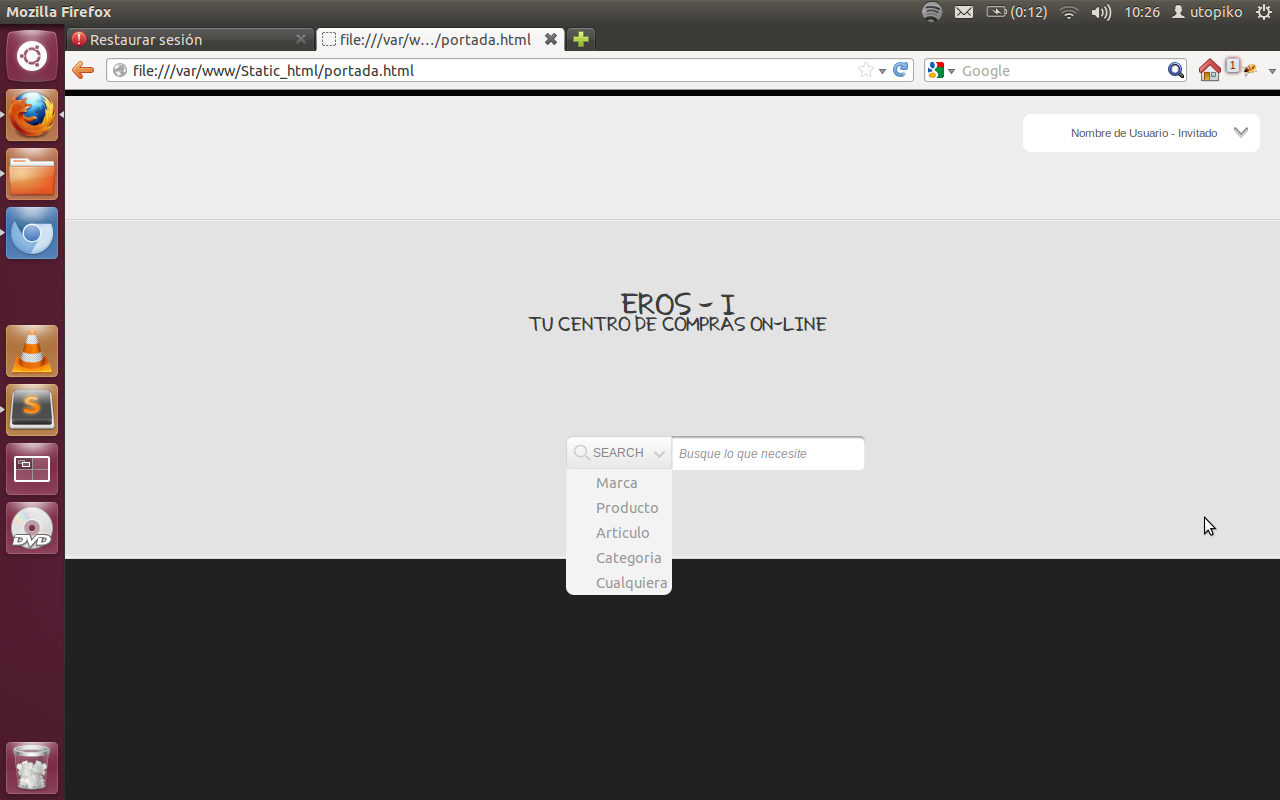 Mozilla Firefox
(0:12) 10:26 utopiko
Restaurar sesión
file:///var/w…/portada.html
file:///var/www/Static_html/portada.html
Google
1
Nombre de Usuario - Invitado
EROS - I
TU CENTRO DE COMPRAS ON-LINE
SEARCH
Busque lo que necesite
Marca
Producto
Articulo
Categoria
Cualquiera
S
DVD